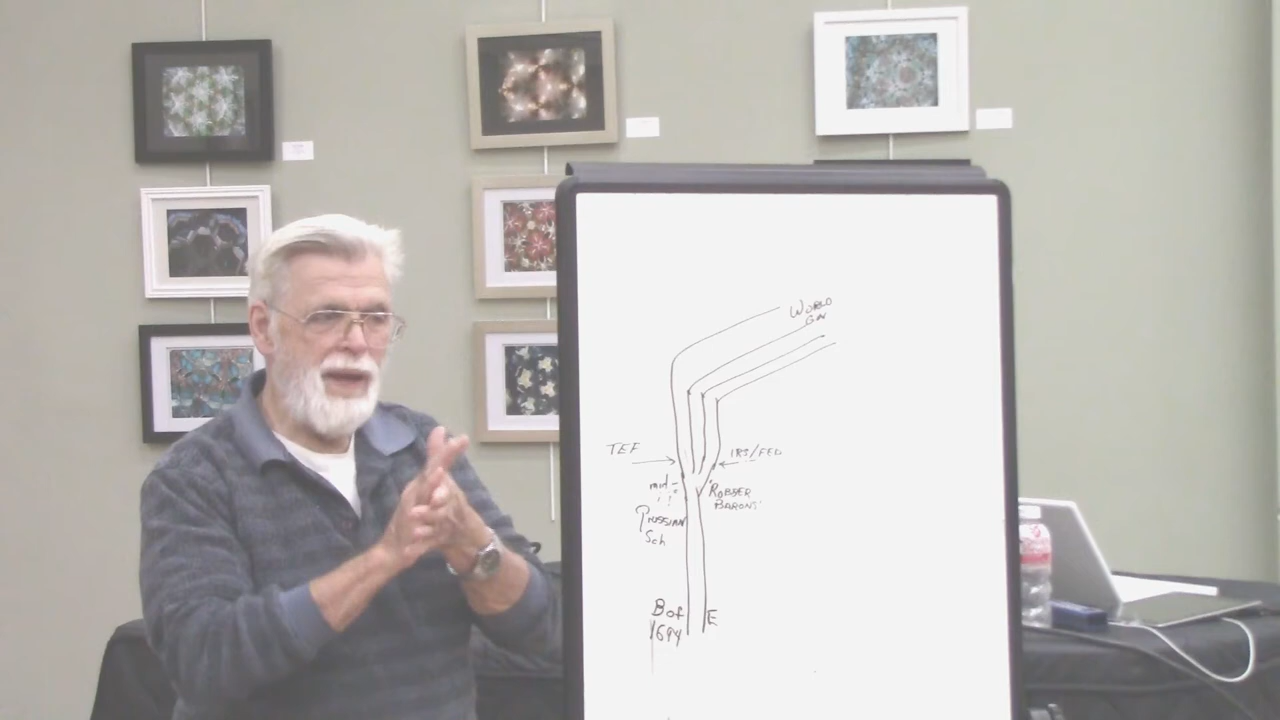 WORLD
GOV
TEF
IRS/FED
'ROBBER
BARONS'
PRUSSIAN
Sch
B of E
1694